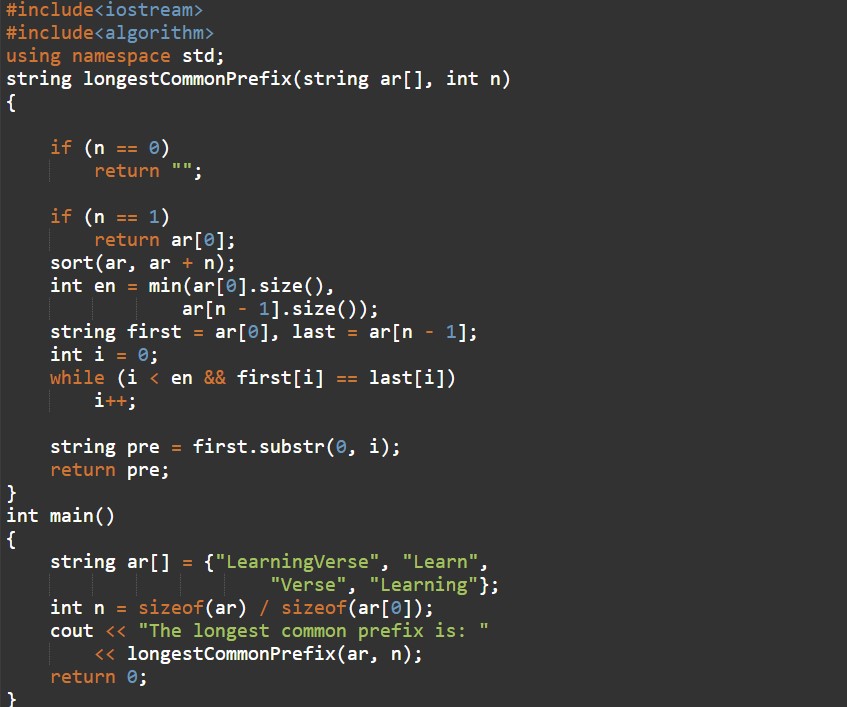 #include<iostream>
#include<algorithm>
using namespace std;
string longestCommonPrefix(string ar[], int n)
{
    if (n == 0)
        return "";
    if (n == 1)
        return ar[0];
    sort(ar, ar + n);
    int en = min(ar[0].size(),
                ar[n - 1].size());
    string first = ar[0], last = ar[n - 1];
    int i = 0;
    while (i < en && first[i] == last[i])
        i++;
    string pre = first.substr(0, i);
    return pre;
}
int main()
{
    string ar[] = {"LearningVerse", "Learn",
                        "Verse", "Learning"};
    int n = sizeof(ar) / sizeof(ar[0]);
    cout << "The longest common prefix is: "
        << longestCommonPrefix(ar, n);
    return 0;
}